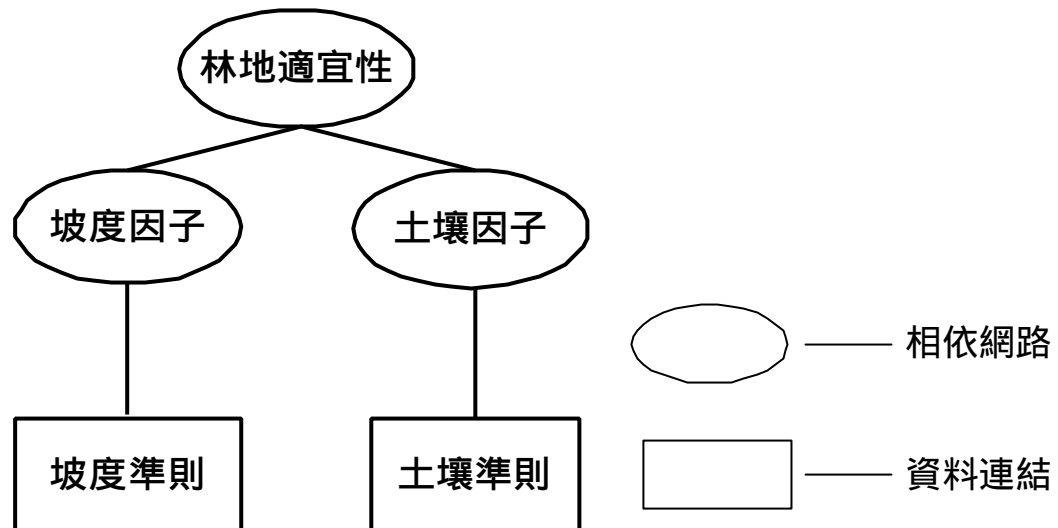 林地適宜性
坡度因子
土壤因子
相依網路
坡度準則
土壤準則
資料連結